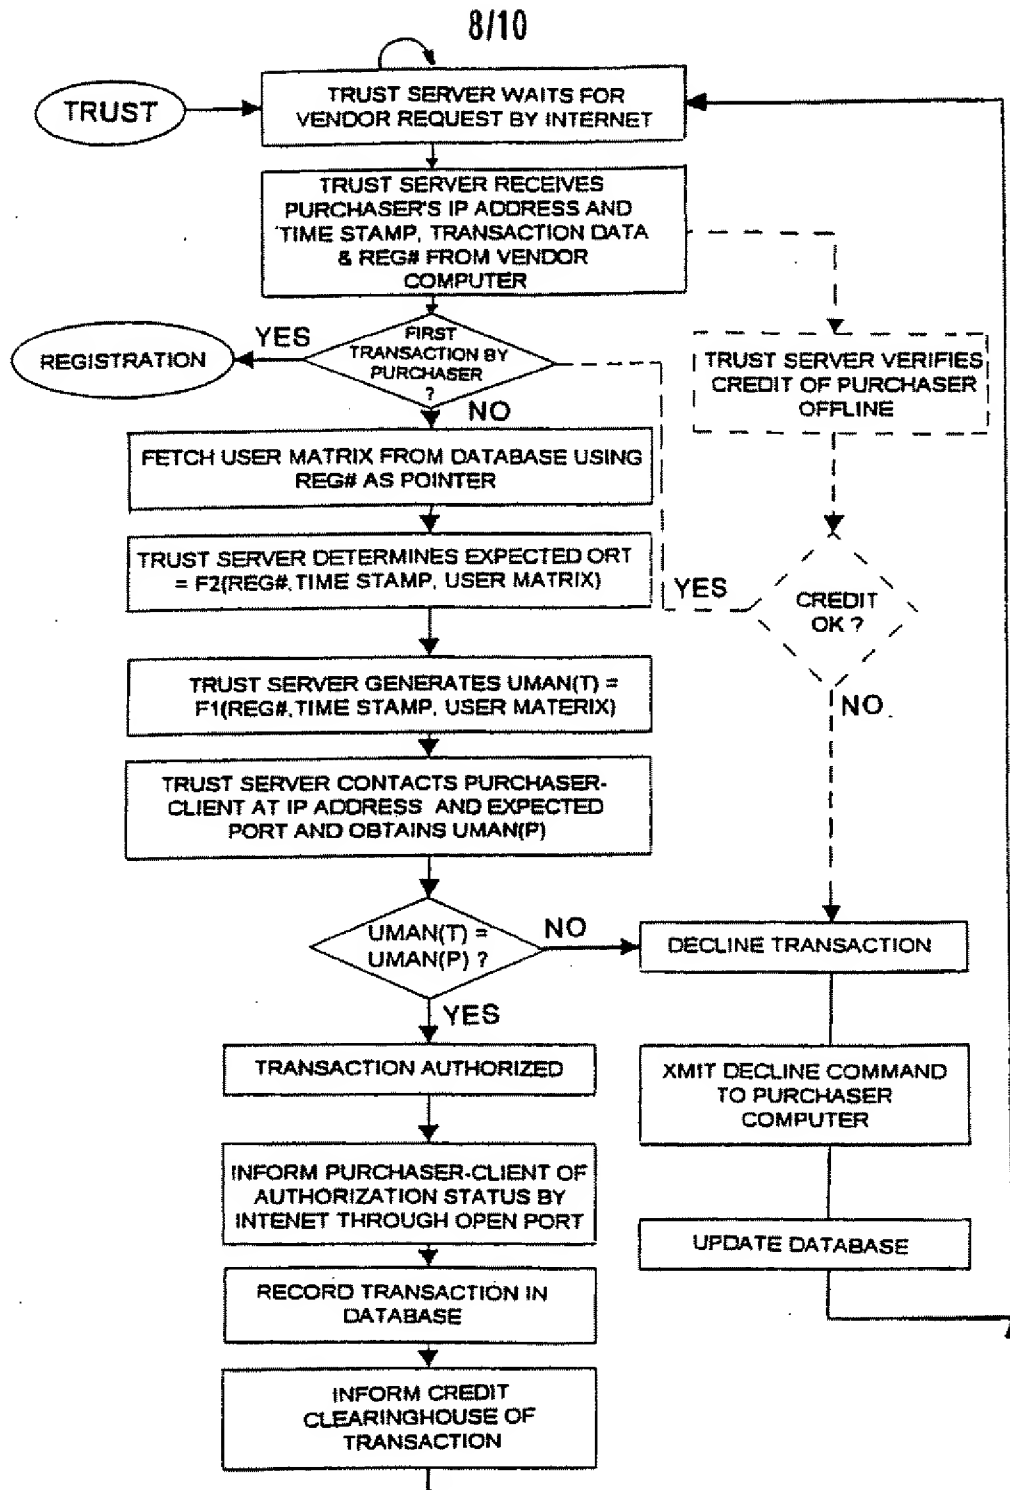 8/10
TRUST
TRUST SERVER WAITS FOR
VENDOR REQUEST BY INTERNET
TRUST SERVER RECEIVES
PURCHASER'S IP ADDRESS AND
TIME STAMP, TRANSACTION DATA
& REG# FROM VENDOR
COMPUTER
FIRST
TRANSACTION BY
PURCHASER
?
YES
REGISTRATION
NO
TRUST SERVER VERIFIES
CREDIT OF PURCHASER
OFFLINE
FETCH USER MATRIX FROM DATABASE USING
REG# AS POINTER
TRUST SERVER DETERMINES EXPECTED ORT
= F2(REG#,TIME STAMP, USER MATRIX)
YES
CREDIT
OK ?
NO
TRUST SERVER GENERATES UMAN(T) =
F1(REG#,TIME STAMP, USER MATERIX)
TRUST SERVER CONTACTS PURCHASER-
CLIENT AT IP ADDRESS AND EXPECTED
PORT AND OBTAINS UMAN(P)
UMAN(T) =
UMAN(P) ?
NO
DECLINE TRANSACTION
YES
TRANSACTION AUTHORIZED
XMIT DECLINE COMMAND
TO PURCHASER
COMPUTER
INFORM PURCHASER-CLIENT OF
AUTHORIZATION STATUS BY
INTENET THROUGH OPEN PORT
UPDATE DATABASE
RECORD TRANSACTION IN
DATABASE
INFORM CREDIT
CLEARINGHOUSE OF
TRANSACTION